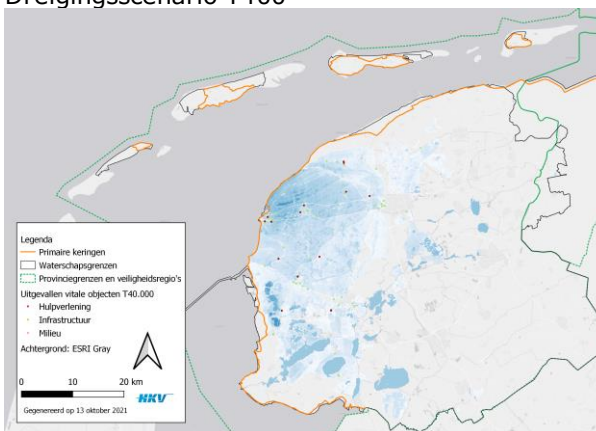 Dreigingsscenario T400
Legenda
Primaire keringen
Waterschapsgrenzen
Provinciegrenzen en veiligheidsregio's
Uitgevallen vitale objecten T40.000
Hulpverlening
Infrastructuur
Milieu
Achtergrond: ESRI Gray
0 10 20 km
HKV
Gegenereerd op 13 oktober 2021